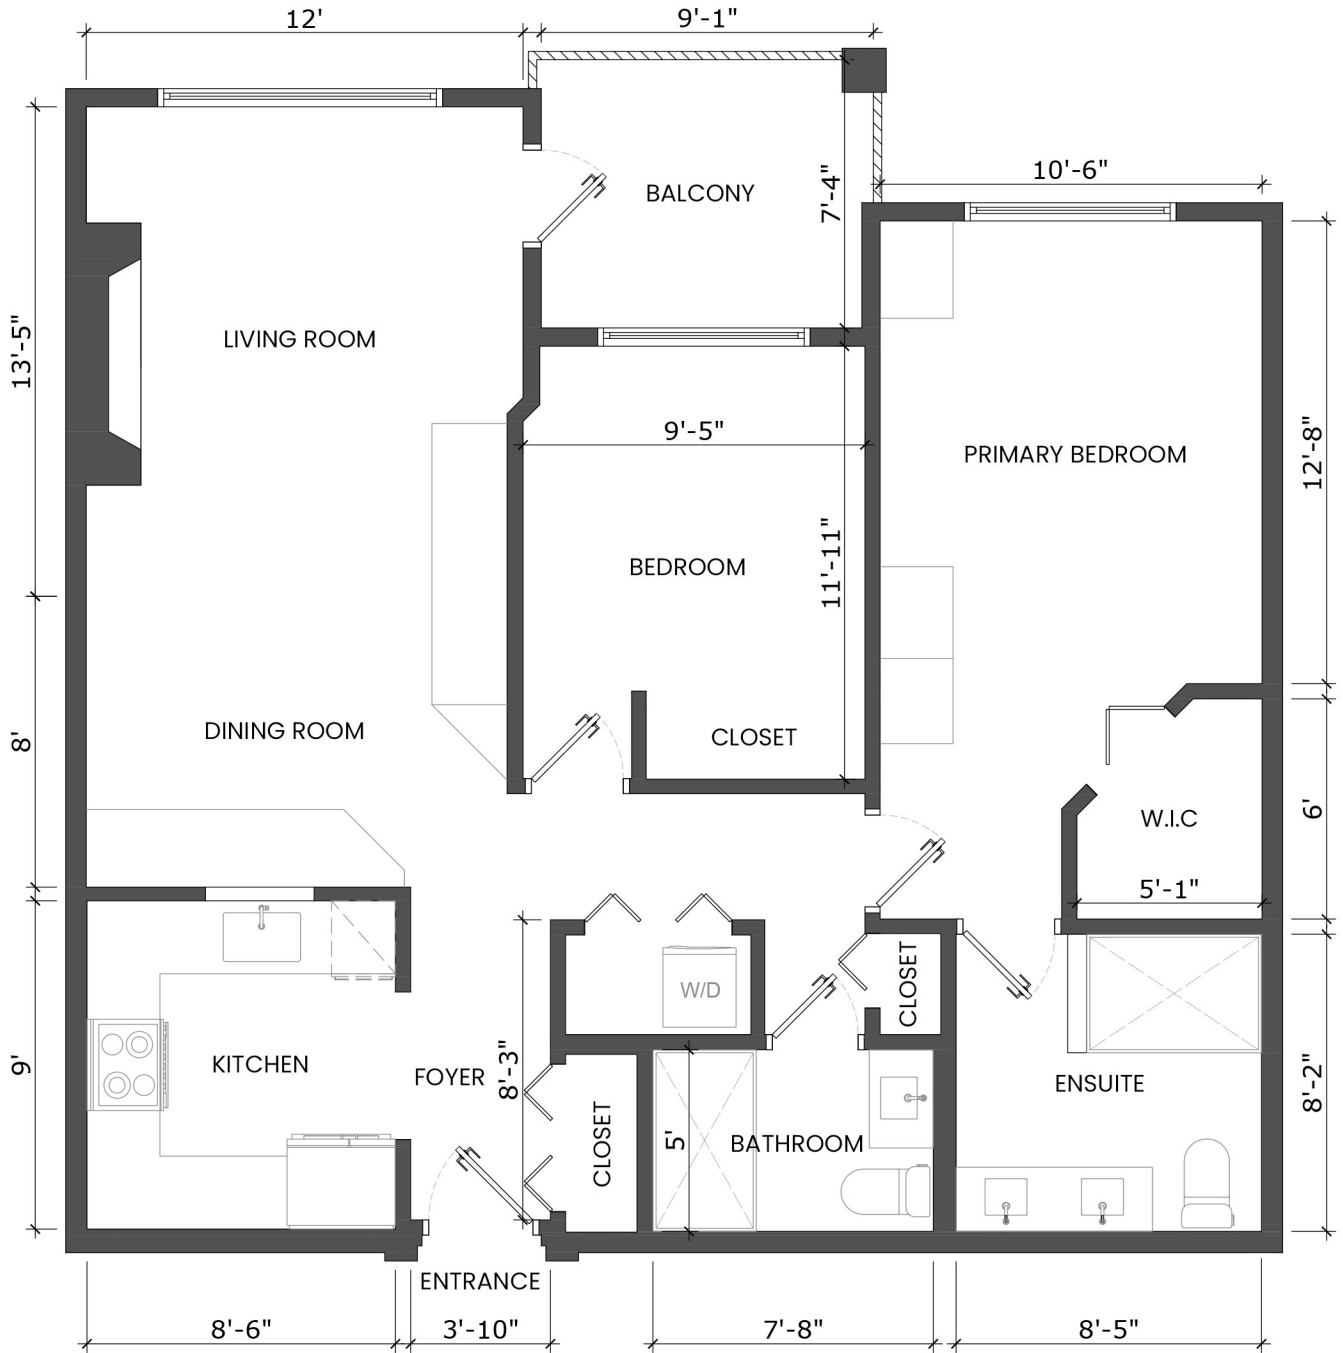 12'
9'-1"
10'-6"
BALCONY
7'-4"
LIVING ROOM
13'-5"
9'-5"
PRIMARY BEDROOM
12'-8"
BEDROOM
11'-11"
DINING ROOM
8'
CLOSET
W.I.C
6'
5'-1"
W/D
CLOSET
KITCHEN
9'
FOYER
8'-3"
CLOSET
5'
BATHROOM
ENSUITE
8'-2"
ENTRANCE
8'-6"
3'-10"
7'-8"
8'-5"